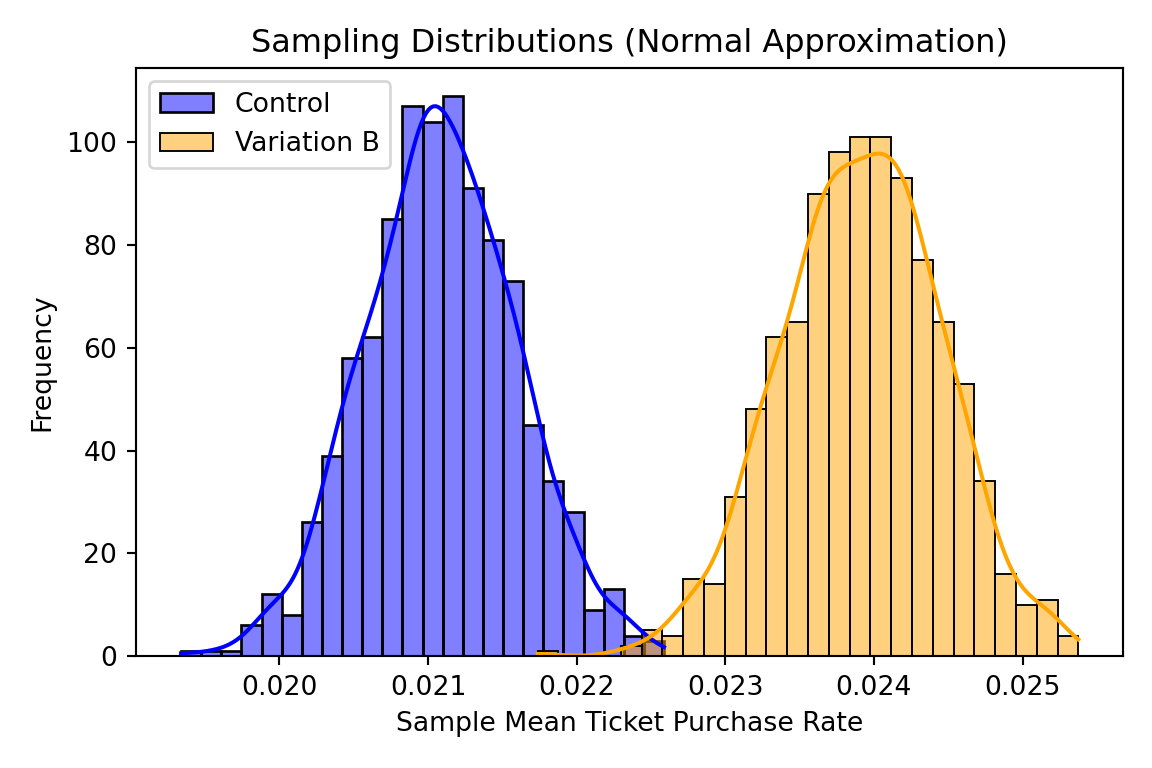 Sampling Distributions (Normal Approximation)
Control
Variation B
100
80
60
40
20
0
Frequency
0.020 0.021 0.022 0.023 0.024 0.025
Sample Mean Ticket Purchase Rate